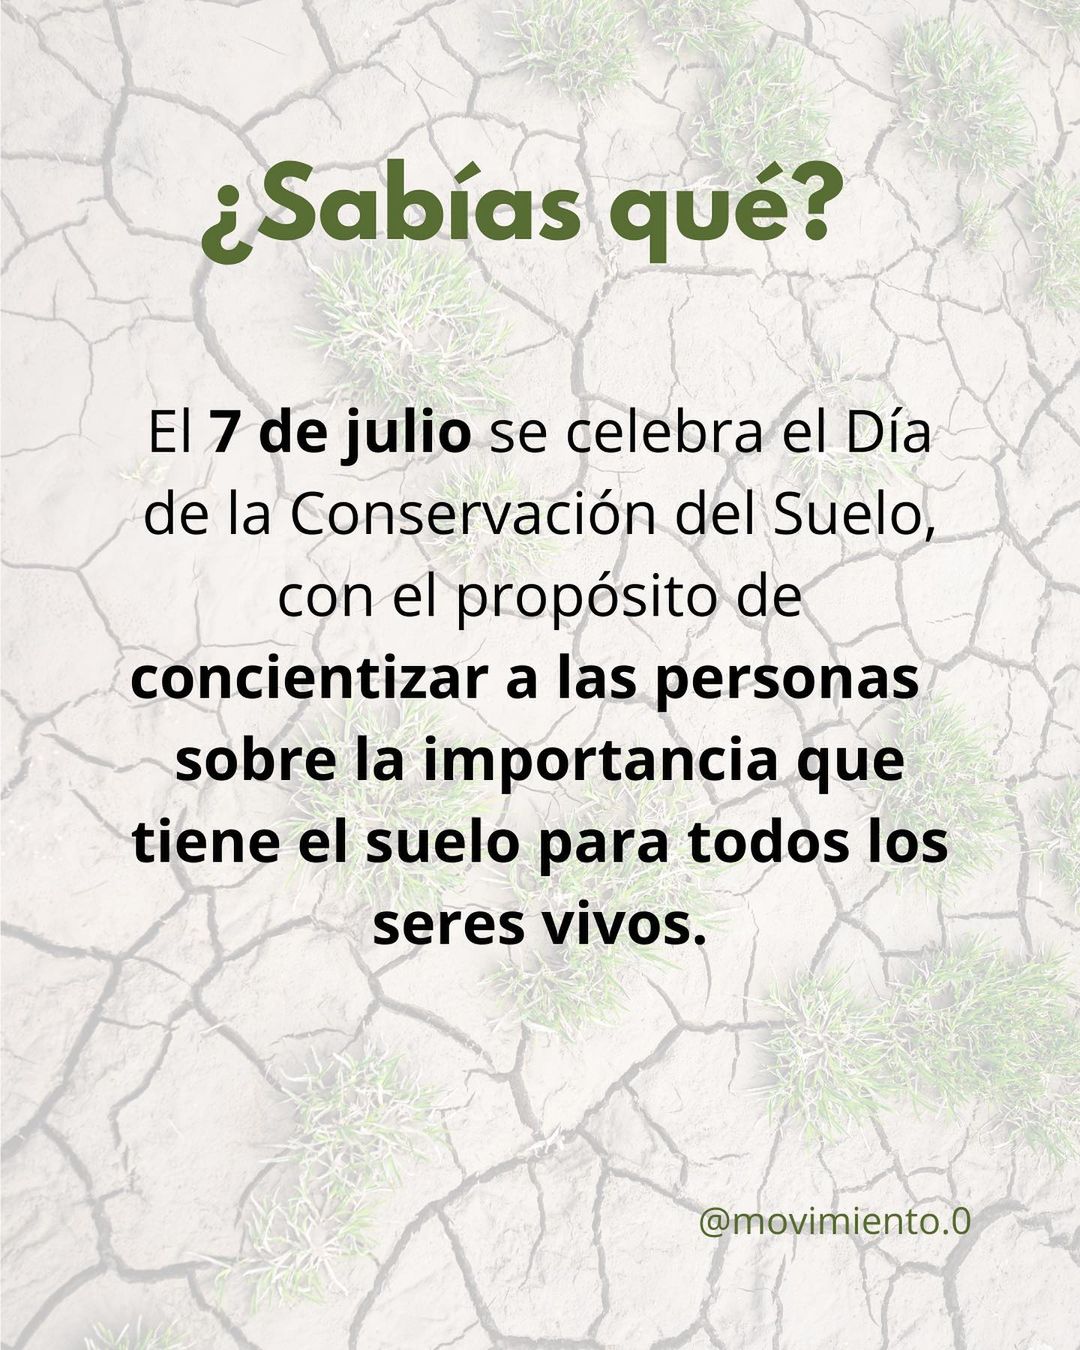 ¿Sabías qué?
El 7 de julio se celebra el Día
de la Conservación del Suelo,
con el propósito de
concientizar a las personas
sobre la importancia que
tiene el suelo para todos los
seres vivos.
@movimiento.0